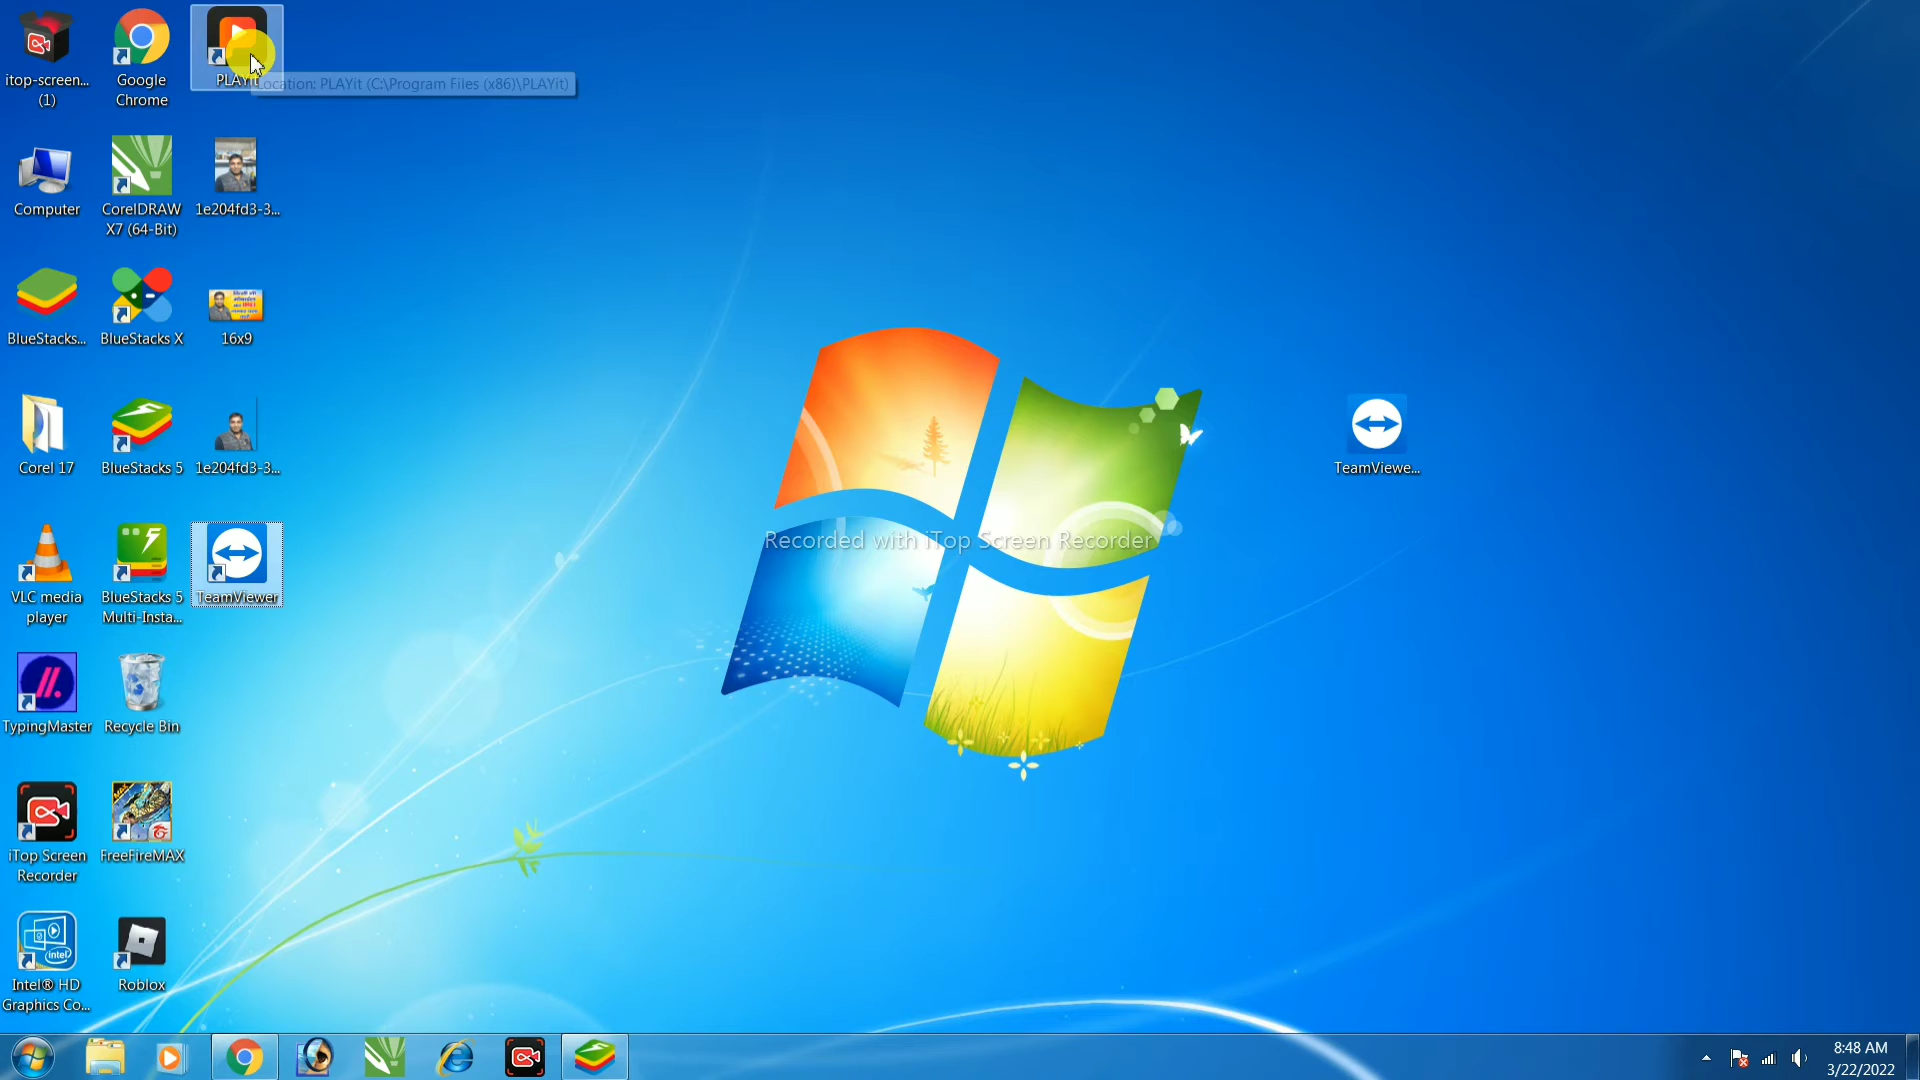 itop-screen...
(1)
Google
Chrome
PLAYit
Location: PLAYit (C:\Program Files (x86)\PLAYit)
Computer
CorelDRAW
X7 (64-Bit)
1e204fd3-3...
BlueStacks...
BlueStacks X
16x9
Corel 17
BlueStacks 5
1e204fd3-3...
TeamViewe...
Recorded with iTop Screen Recorder
VLC media
player
BlueStacks 5
Multi-Insta...
TeamViewer
TypingMaster
Recycle Bin
iTop Screen
Recorder
FreeFireMAX
Intel® HD
Graphics Co...
Roblox
8:48 AM
3/22/2022